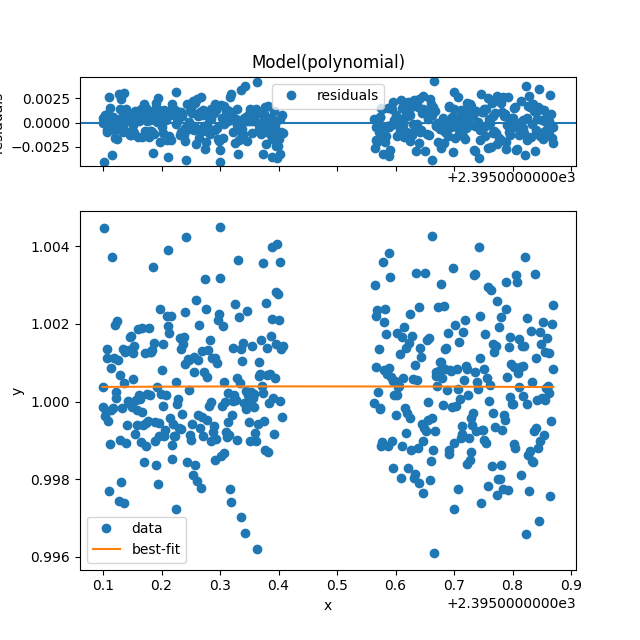 Model(polynomial)
0.0025
0.0000
−0.0025
residuals
+2.3950000000e3
1.004
1.002
1.000
0.998
0.996
y
data
best-fit
0.1 0.2 0.3 0.4 0.5 0.6 0.7 0.8 0.9
x
+2.3950000000e3